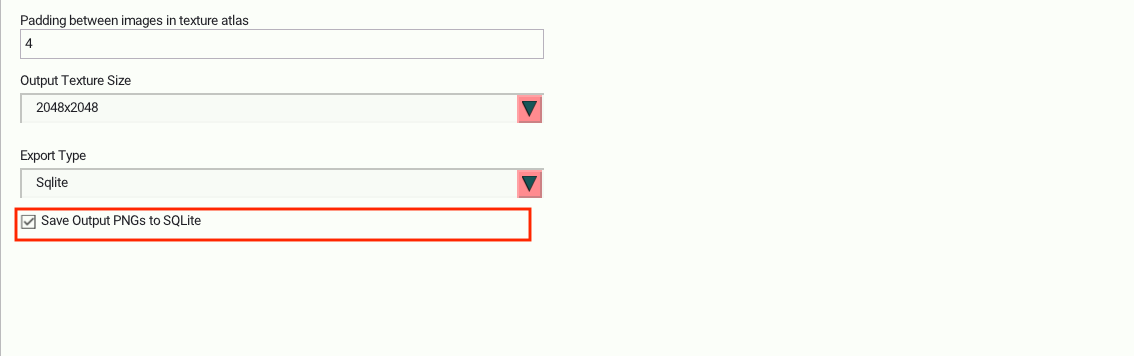 Padding between images in texture atlas
4
Output Texture Size
2048x2048
Export Type
Sqlite
Save Output PNGs to SQLite